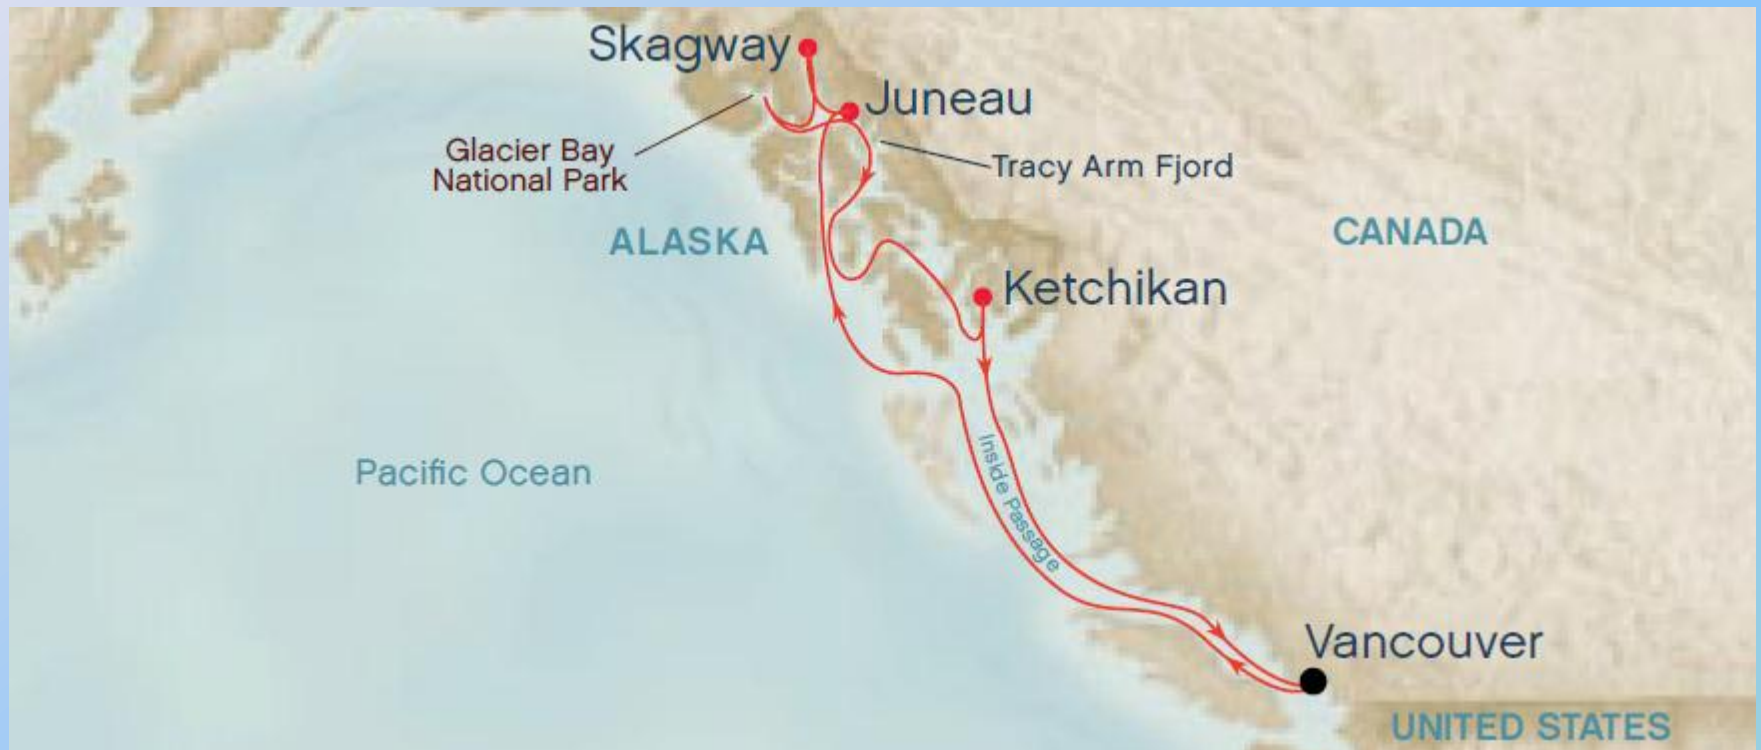 Skagway
Juneau
Glacier Bay
National Park
Tracy Arm Fjord
ALASKA
CANADA
Ketchikan
Pacific Ocean
Inside Passage
Vancouver
UNITED STATES